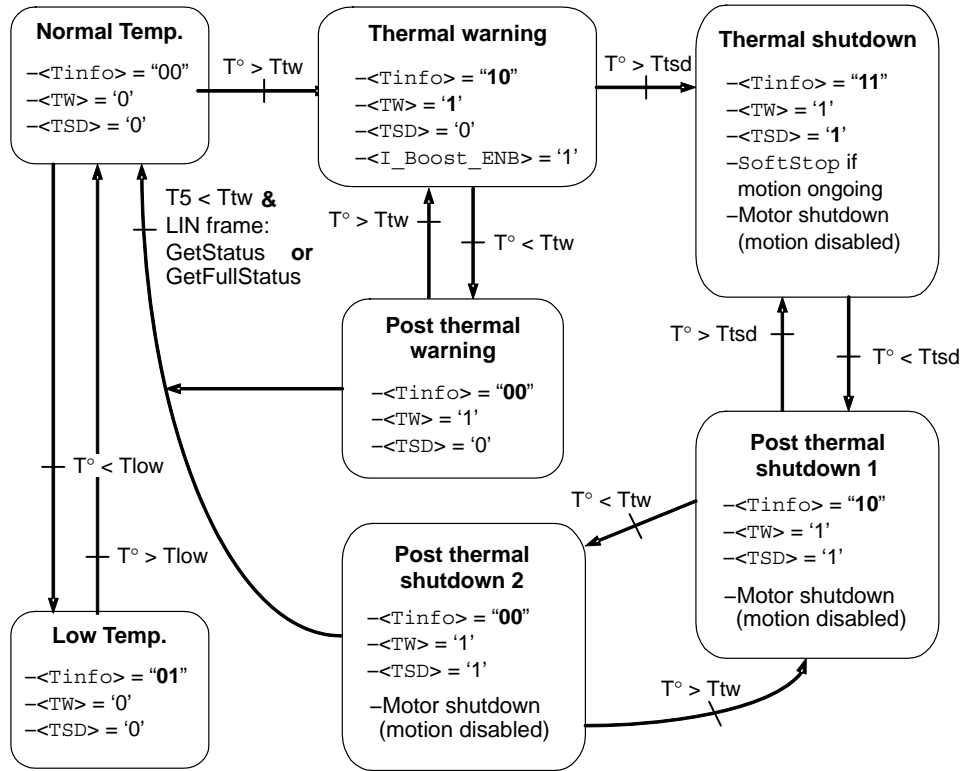 Normal Temp.
–<Tinfo> = “00”
–<TW> = ‘0’
–<TSD> = ‘0’
T° > Ttw
Thermal warning
–<Tinfo> = “10”
–<TW> = ‘1’
–<TSD> = ‘0’
–<I_Boost_ENB> = ‘1’
T° > Ttsd
Thermal shutdown
–<Tinfo> = “11”
–<TW> = ‘1’
–<TSD> = ‘1’
–SoftStop if
motion ongoing
–Motor shutdown
(motion disabled)
T5 < Ttw &
LIN frame:
GetStatus or
GetFullStatus
T° > Ttw
T° < Ttw
Post thermal
warning
–<Tinfo> = “00”
–<TW> = ‘1’
–<TSD> = ‘0’
T° > Ttsd
T° < Ttsd
Post thermal
shutdown 1
–<Tinfo> = “10”
–<TW> = ‘1’
–<TSD> = ‘1’
–Motor shutdown
(motion disabled)
T° < Ttw
T° < Tlow
T° > Tlow
Post thermal
shutdown 2
–<Tinfo> = “00”
–<TW> = ‘1’
–<TSD> = ‘1’
–Motor shutdown
(motion disabled)
T° > Ttw
Low Temp.
–<Tinfo> = “01”
–<TW> = ‘0’
–<TSD> = ‘0’